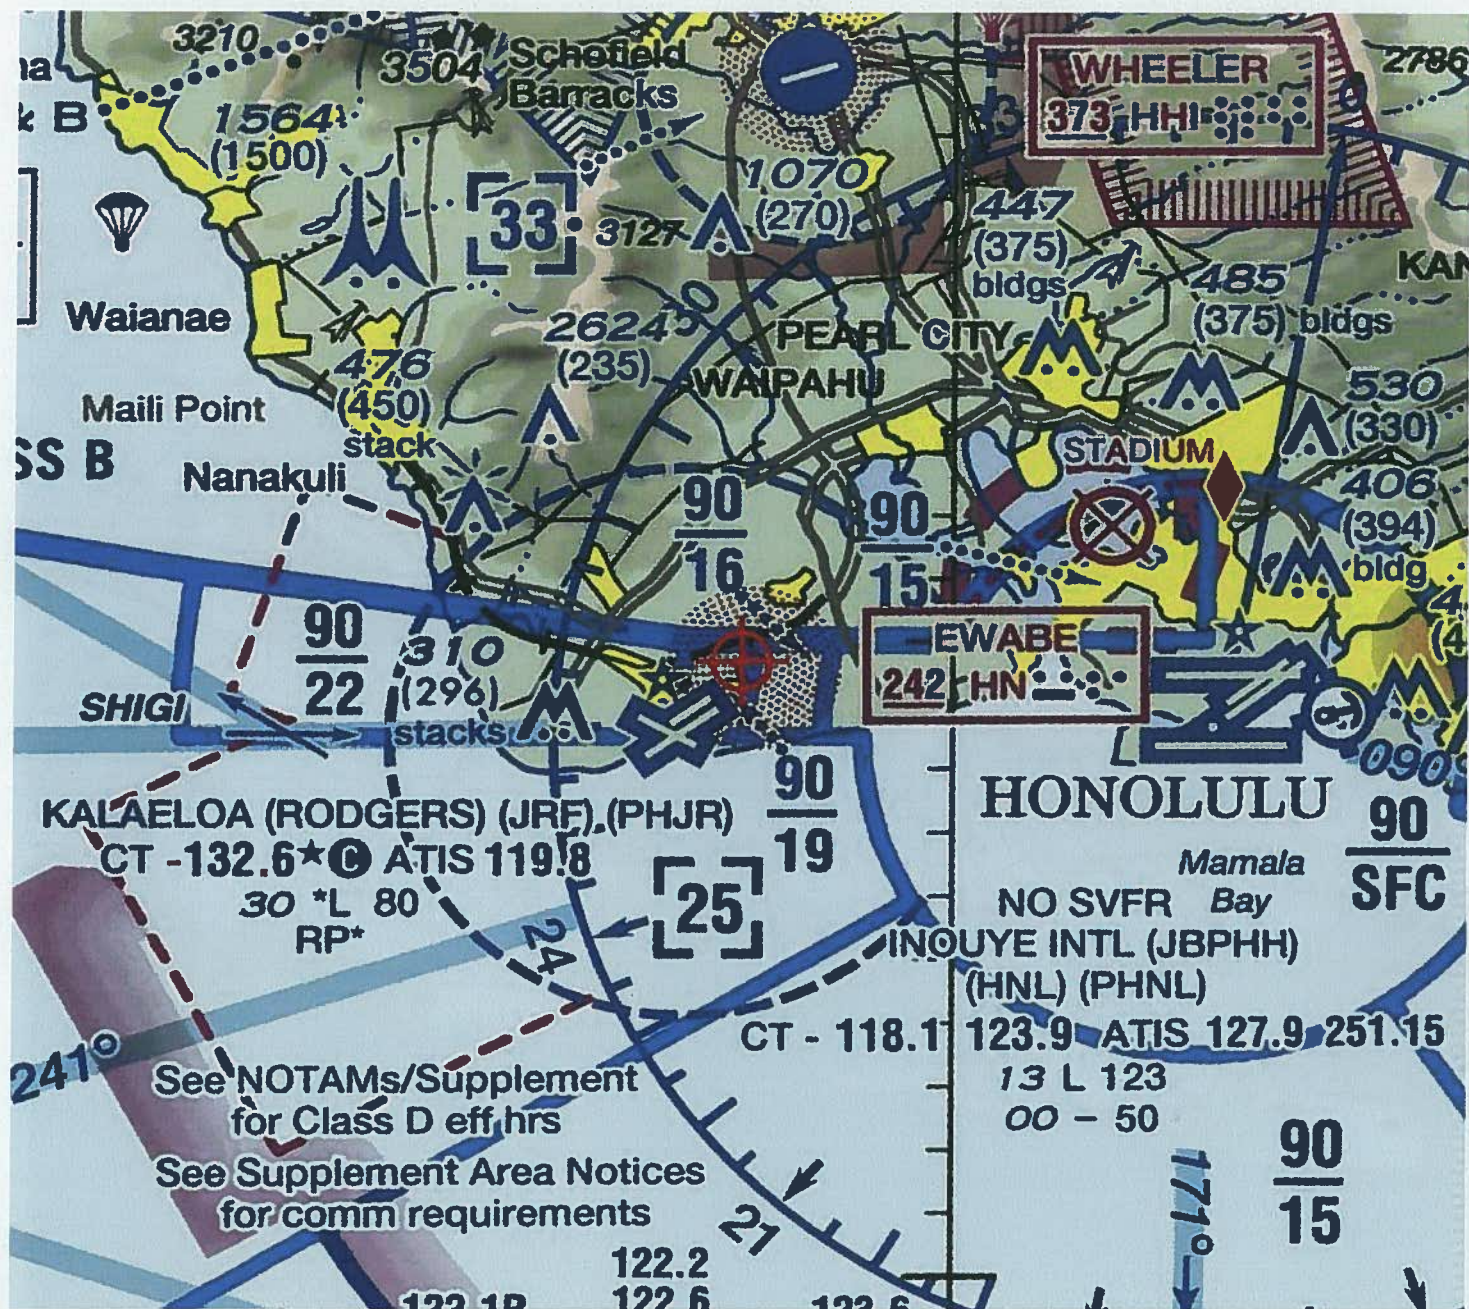 3210
3504
Schofield
Barracks
WHEELER
373 HHI
2786
& B
1564
(1500)
33
3127
1070
(270)
447
(375)
bldgs
485
(375) bldgs
Waianae
2624
(235)
PEARL CITY
WAIPAHU
476
(450)
stack
Maili Point
530
(330)
SS B
Nanakuli
STADIUM
406
(394)
bldg
90
16
90
15
90
22
310
(296)
stacks
SHIGI
EWABE
242 HN
090°
KALAELOA (RODGERS) (JRF) (PHJR)
CT - 132.6★ C ATIS 119.8
30 *L 80
RP*
90
19
HONOLULU
90
SFC
Mamala
Bay
25
24
NO SVFR
INOUYE INTL (JBPHH)
(HNL) (PHNL)
CT - 118.1 123.9 ATIS 127.9 251.15
13 L 123
00 - 50
241°
See NOTAMs/Supplement
for Class D eff hrs
See Supplement Area Notices
for comm requirements
21
171°
90
15
122.2
122.6